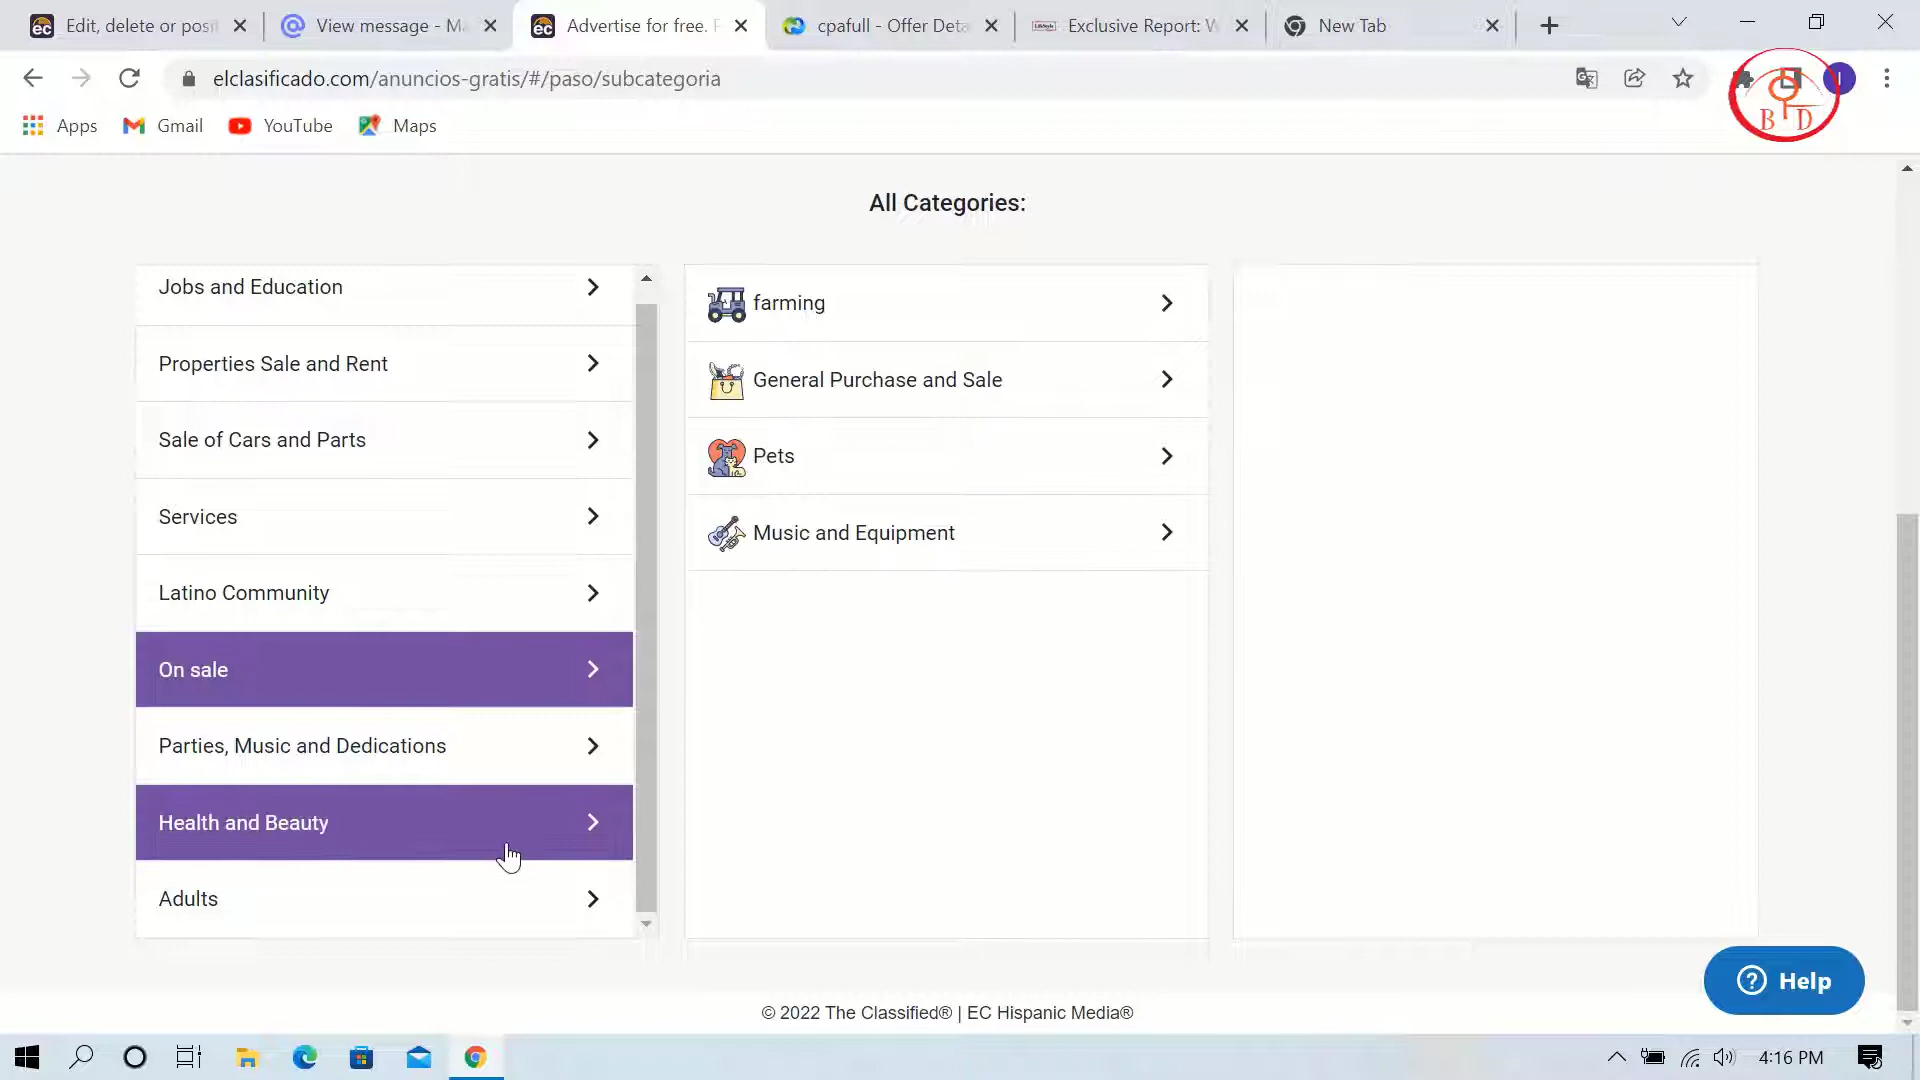 Edit, delete or posi
View message - Ma
Advertise for free. F
cpafull - Offer Deta
Exclusive Report: W
New Tab
elclasificado.com/anuncios-gratis/#/paso/subcategoria
Apps
Gmail
YouTube
Maps
B D
All Categories:
Jobs and Education
Properties Sale and Rent
Sale of Cars and Parts
Services
Latino Community
On sale
Parties, Music and Dedications
Health and Beauty
Adults
farming
General Purchase and Sale
Pets
Music and Equipment
Help
© 2022 The Classified® | EC Hispanic Media®
4:16 PM